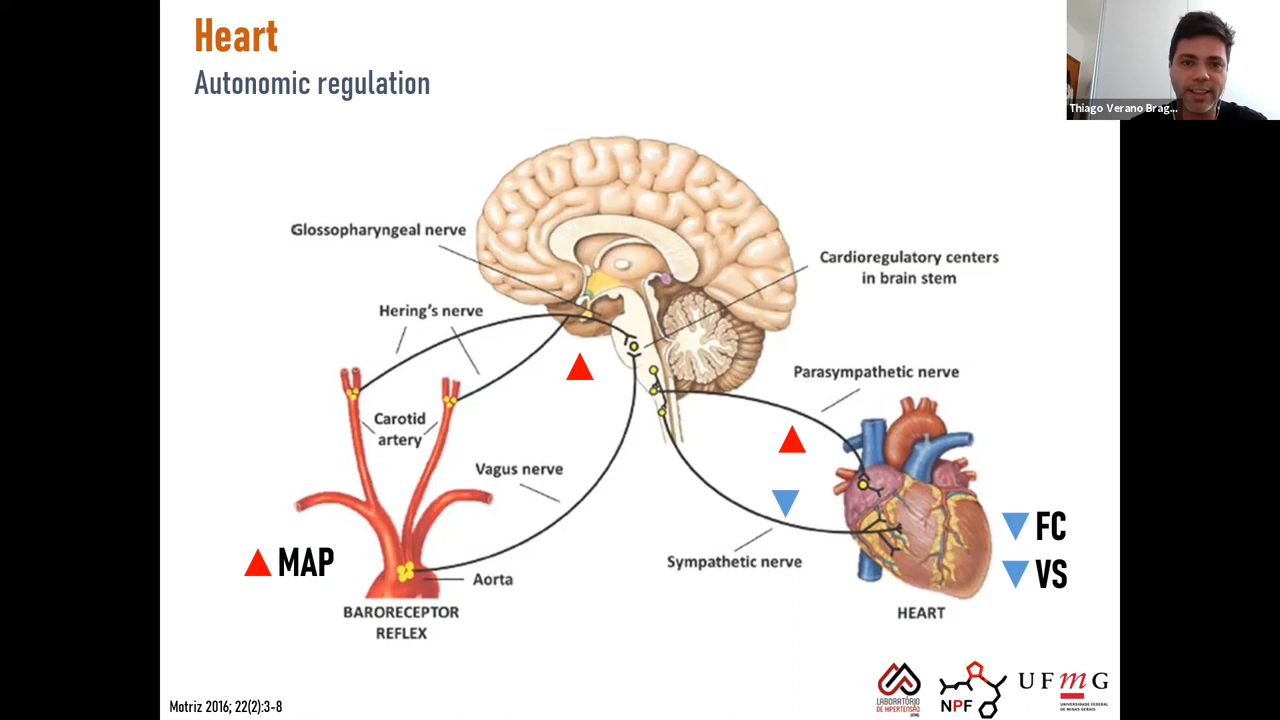 Heart
Autonomic regulation
Thiago Verano Brag...
Glossopharyngeal nerve
Cardioregulatory centers
in brain stem
Hering's nerve
Parasympathetic nerve
Carotid
artery
Vagus nerve
MAP
Aorta
Sympathetic nerve
FC
VS
BARORECEPTOR
REFLEX
HEART
Motriz 2016; 22(2):3-8
LABORATÓRIO
DE HIPERTENSÃO
UFMG
NPF
UFmG
UNIVERSIDADE FEDERAL
DE MINAS GERAIS